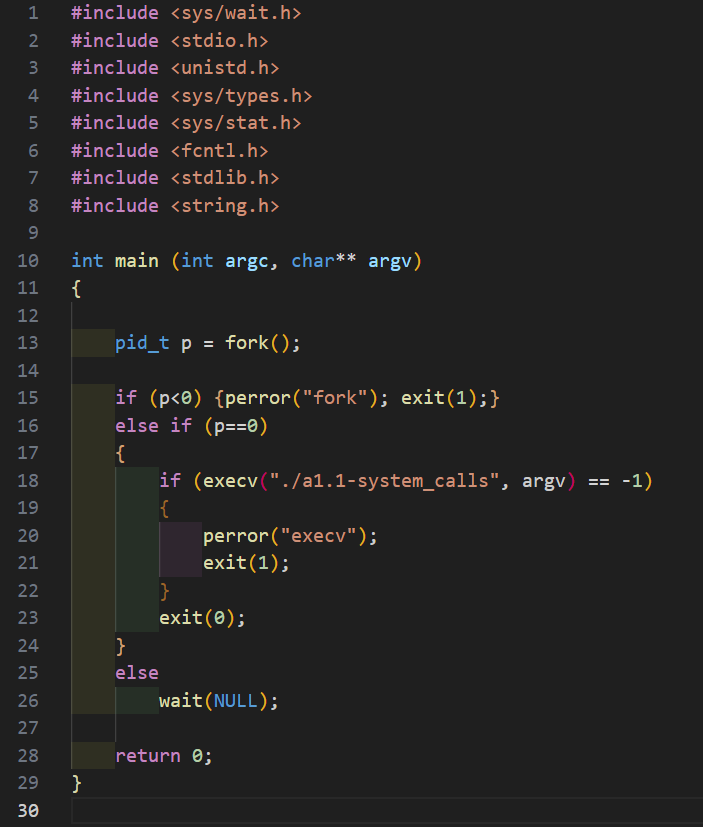 1 #include <sys/wait.h>
2 #include <stdio.h>
3 #include <unistd.h>
4 #include <sys/types.h>
5 #include <sys/stat.h>
6 #include <fcntl.h>
7 #include <stdlib.h>
8 #include <string.h>
9
10 int main (int argc, char** argv)
11 {
12
13     pid_t p = fork();
14
15     if (p<0) {perror("fork"); exit(1);}
16     else if (p==0)
17     {
18         if (execv("./a1.1-system_calls", argv) == -1)
19         {
20             perror("execv");
21             exit(1);
22         }
23         exit(0);
24     }
25     else
26         wait(NULL);
27
28     return 0;
29 }
30